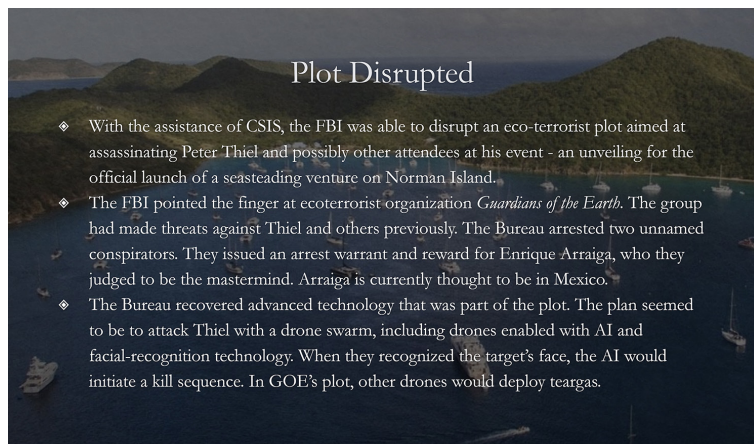 Plot Disrupted
With the assistance of CSIS, the FBI was able to disrupt an eco-terrorist plot aimed at
assassinating Peter Thiel and possibly other attendees at his event - an unveiling for the
official launch of a seasteading venture on Norman Island.
The FBI pointed the finger at ecoterrorist organization Guardians of the Earth. The group
had made threats against Thiel and others previously. The Bureau arrested two unnamed
conspirators. They issued an arrest warrant and reward for Enrique Arraiga, who they
judged to be the mastermind. Arraiga is currently thought to be in Mexico.
The Bureau recovered advanced technology that was part of the plot. The plan seemed
to be to attack Thiel with a drone swarm, including drones enabled with AI and
facial-recognition technology. When they recognized the target’s face, the AI would
initiate a kill sequence. In GOE’s plot, other drones would deploy teargas.